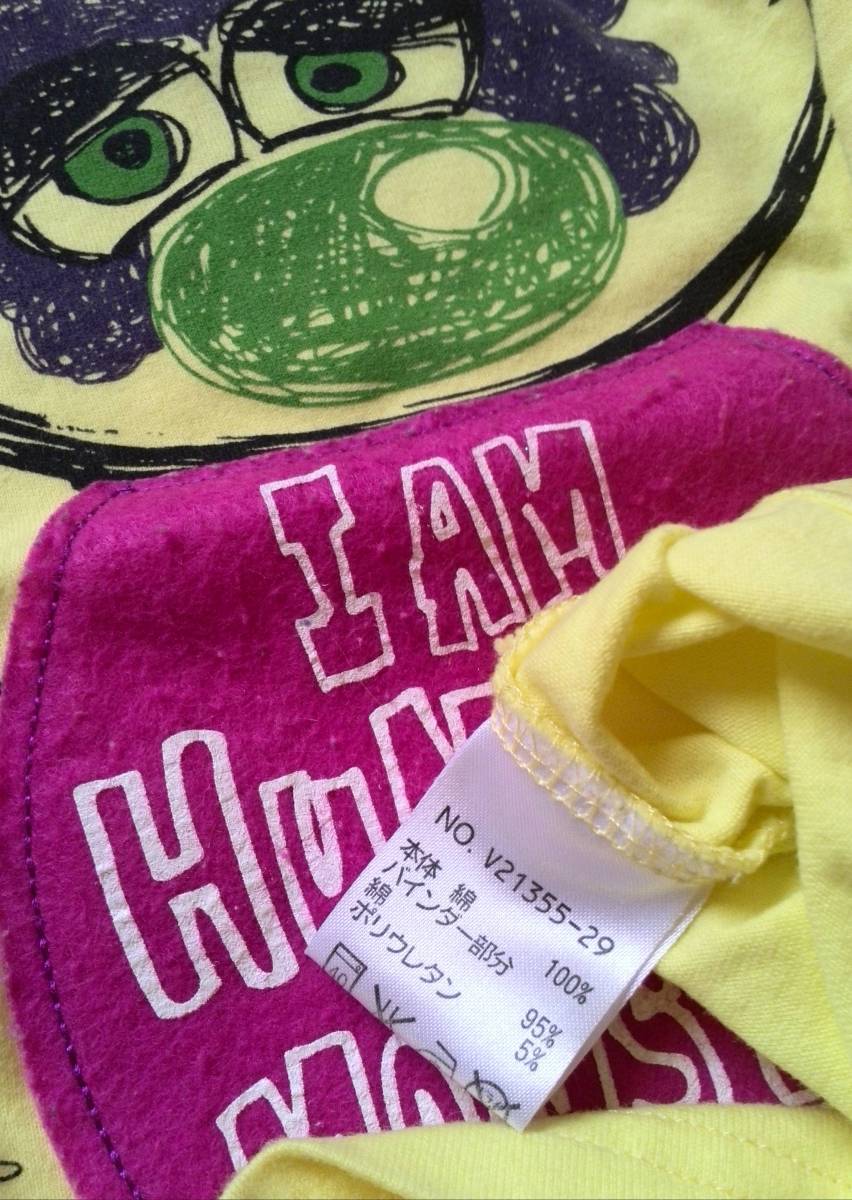 I AM
NO. V21355-29
本体 綿 100%
バインダー部分
綿 95%
ポリウレタン 5%
40